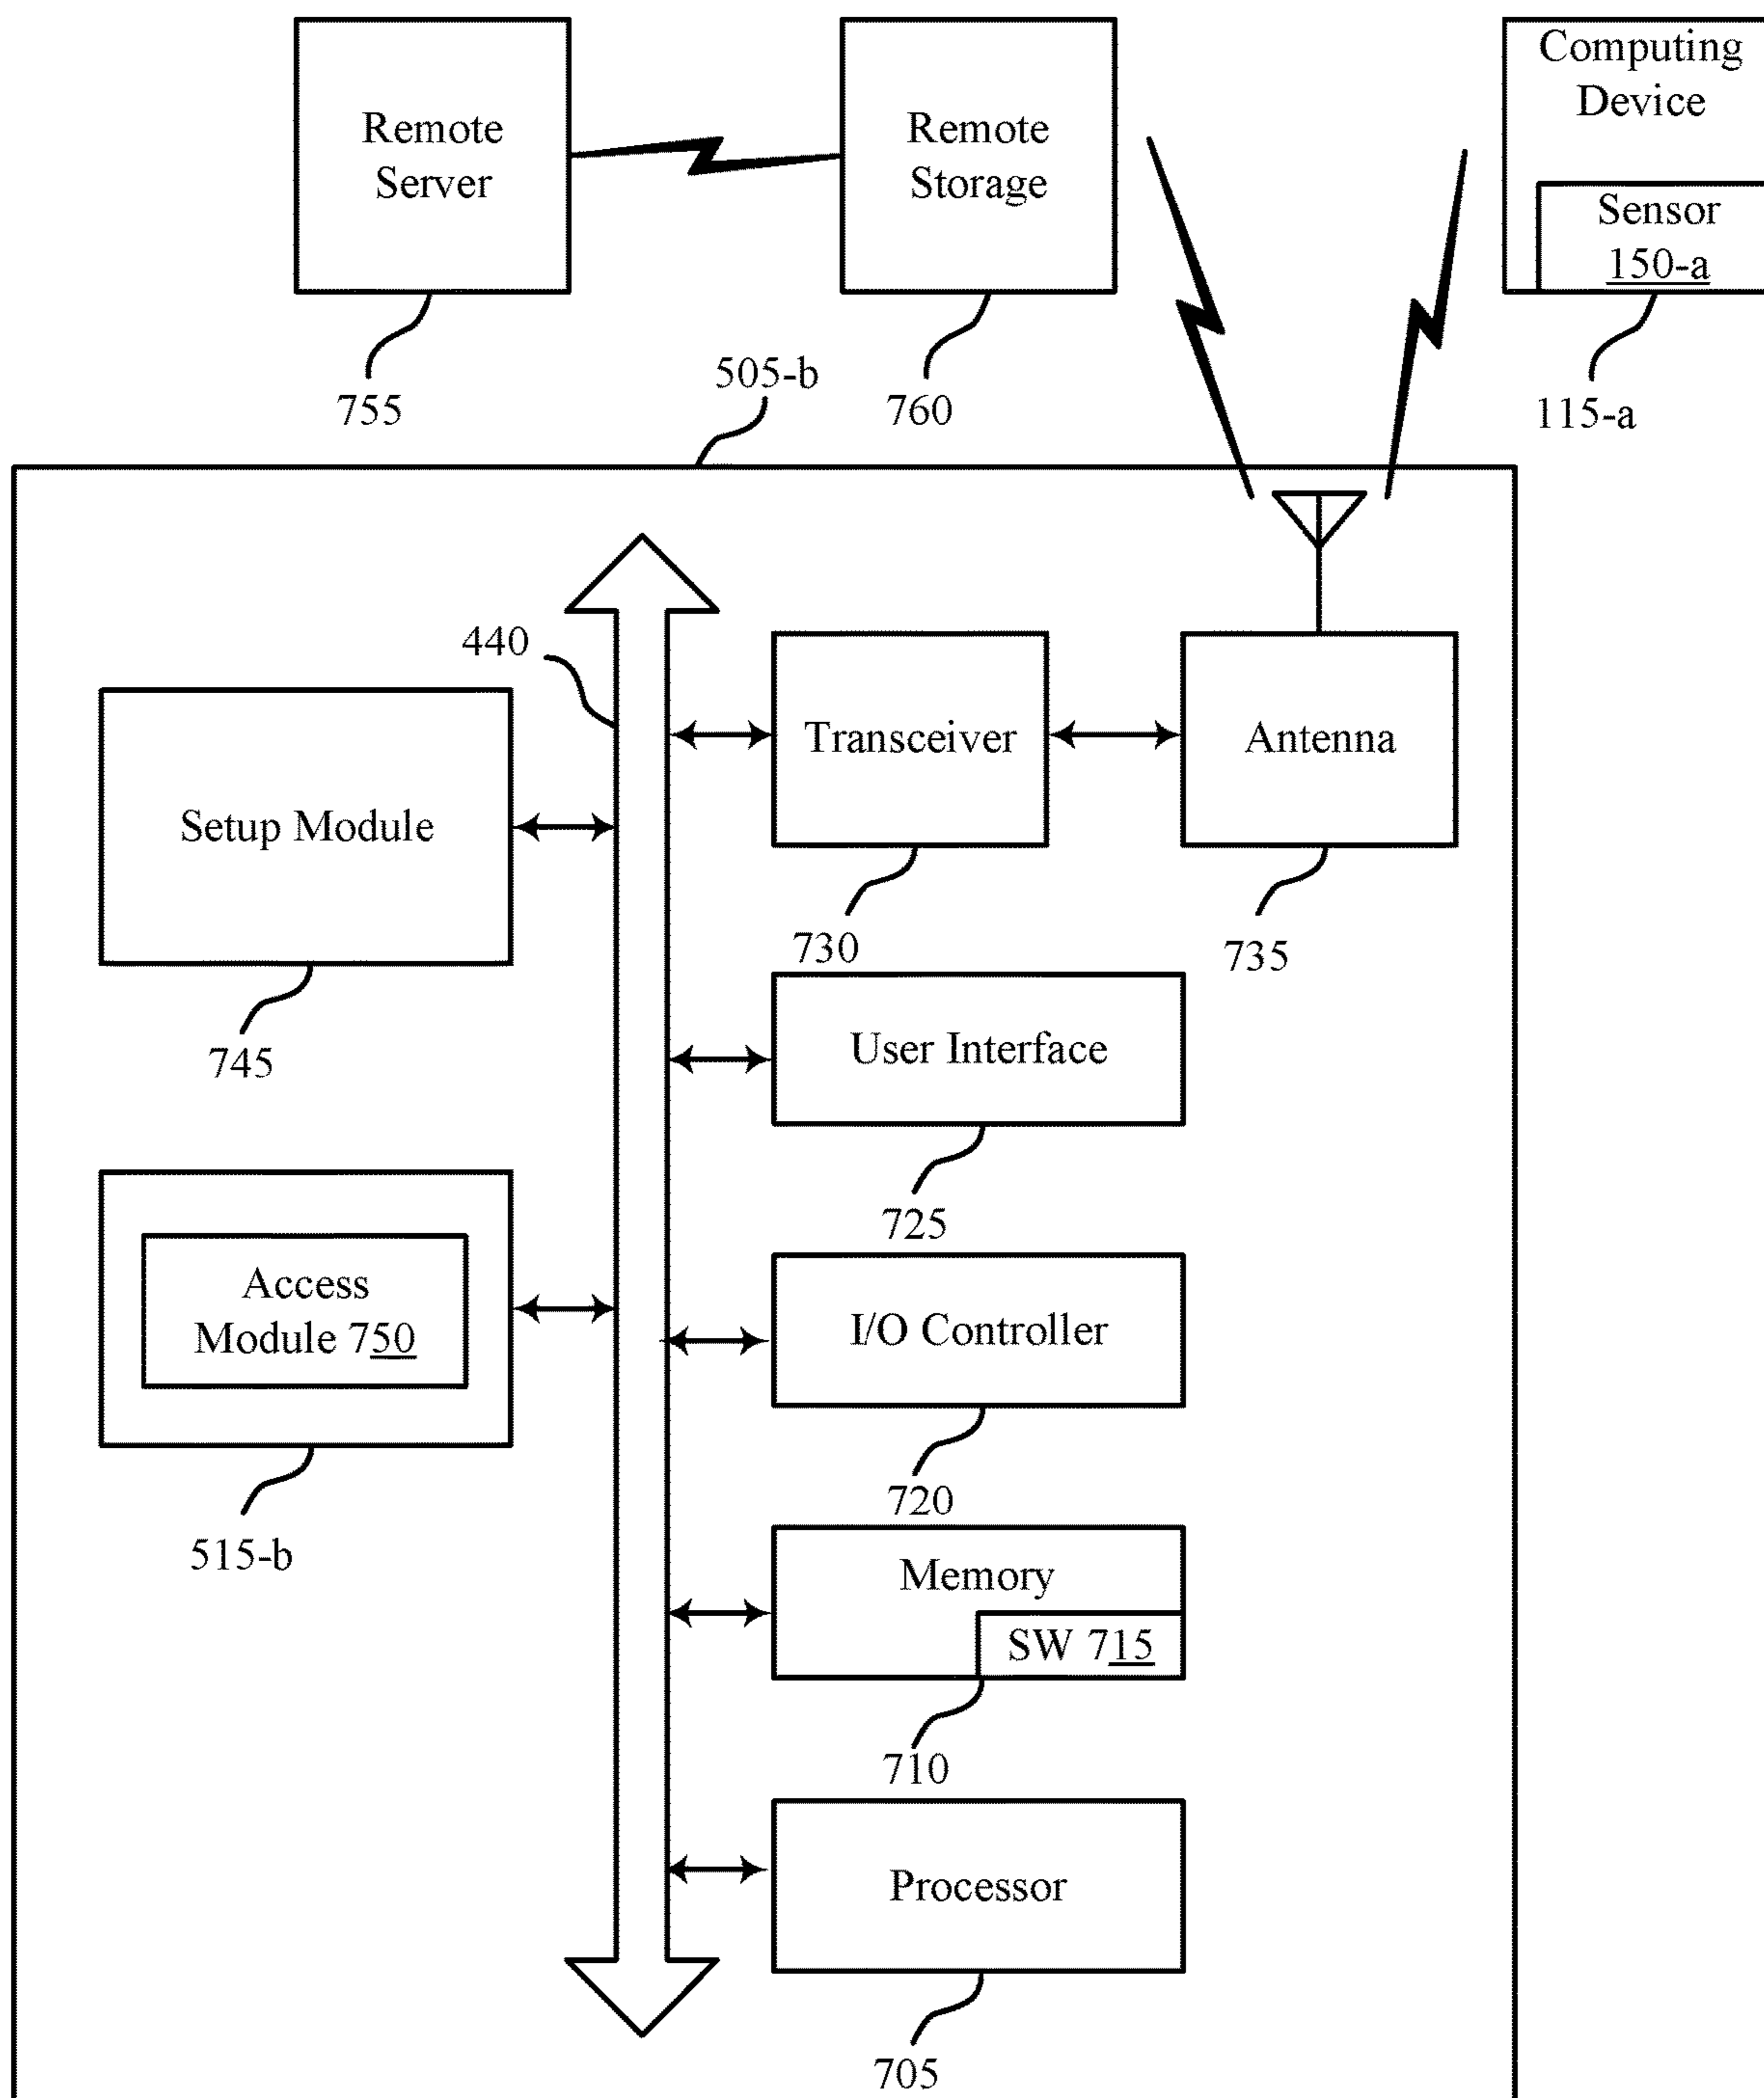 Remote
Server
Remote
Storage
Computing
Device
Sensor
150-a
755
760
115-a
505-b
440
Setup Module
Transceiver
Antenna
730
735
745
User Interface
725
Access
Module 750
I/O Controller
720
515-b
Memory
SW 715
710
Processor
705